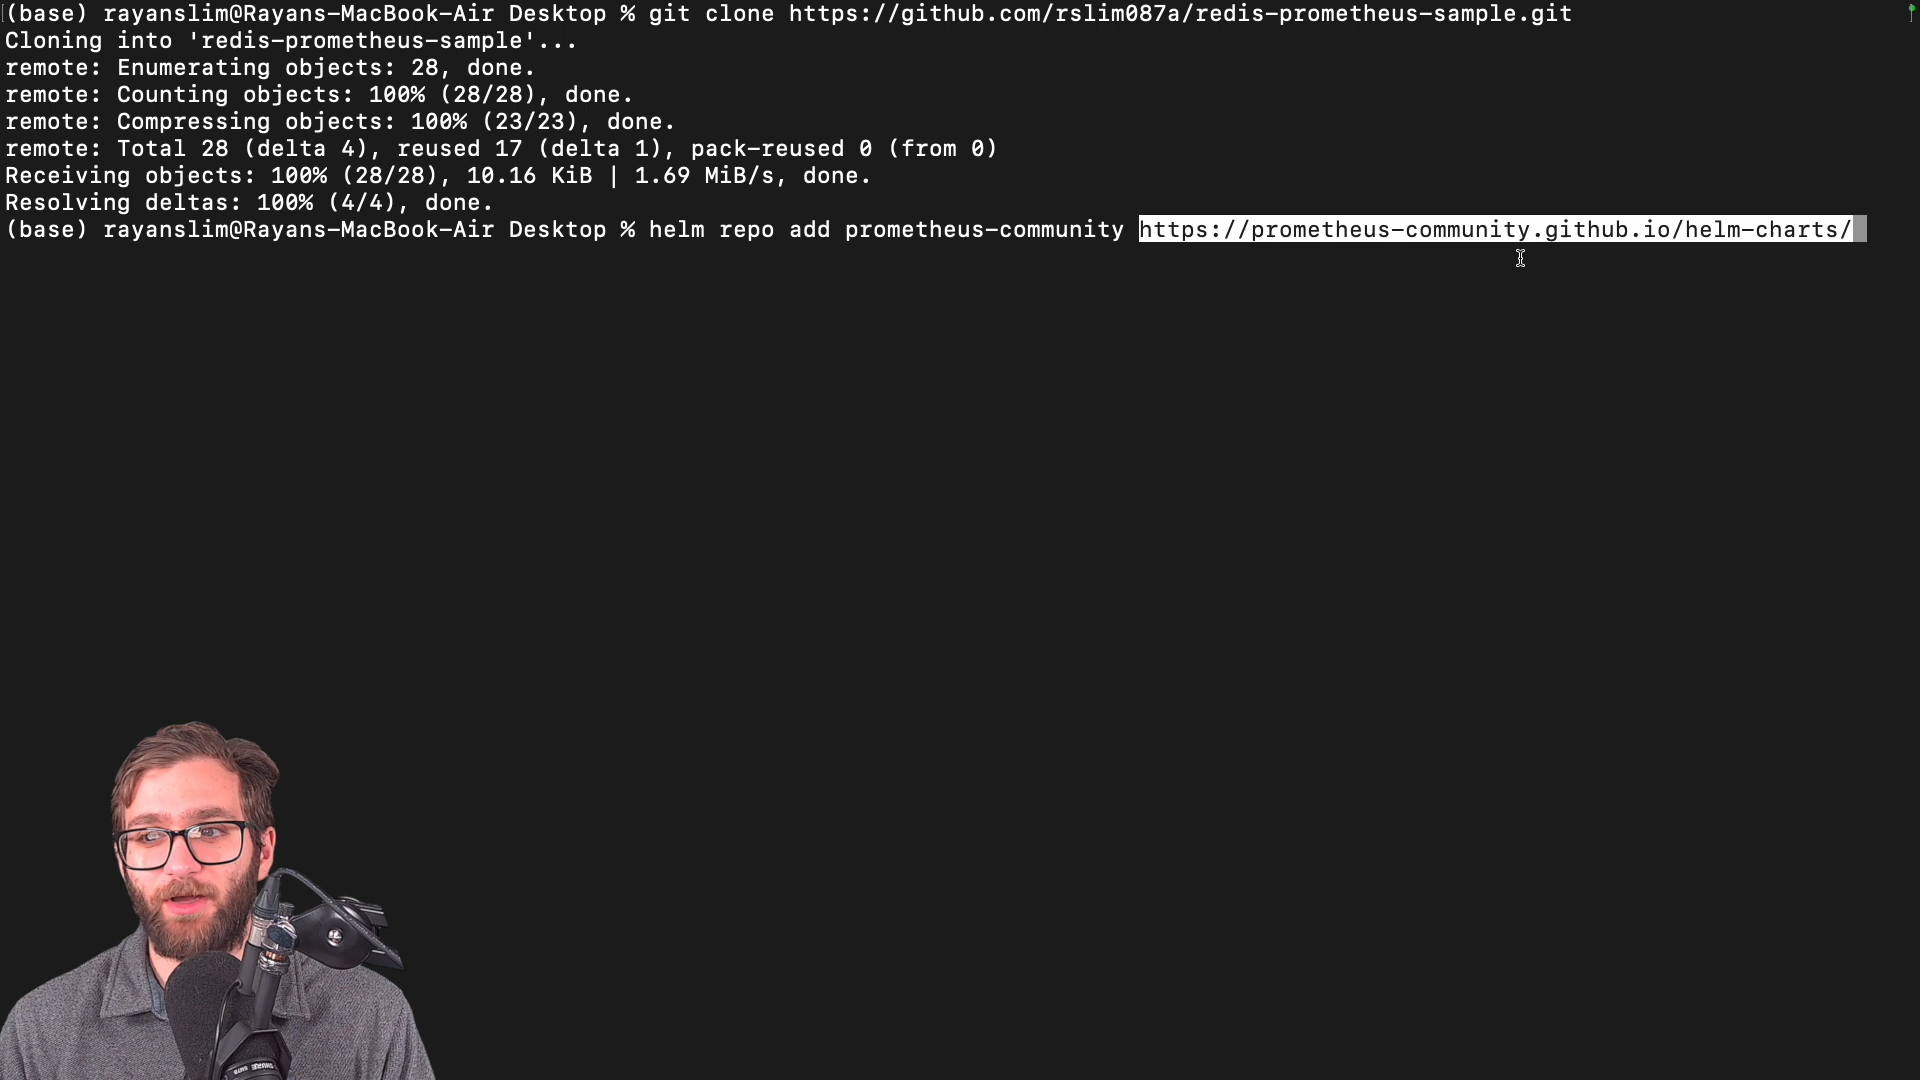 (base) rayanslim@Rayans-MacBook-Air Desktop % git clone https://github.com/rslim087a/redis-prometheus-sample.git
Cloning into 'redis-prometheus-sample'...
remote: Enumerating objects: 28, done.
remote: Counting objects: 100% (28/28), done.
remote: Compressing objects: 100% (23/23), done.
remote: Total 28 (delta 4), reused 17 (delta 1), pack-reused 0 (from 0)
Receiving objects: 100% (28/28), 10.16 KiB | 1.69 MiB/s, done.
Resolving deltas: 100% (4/4), done.
(base) rayanslim@Rayans-MacBook-Air Desktop % helm repo add prometheus-community https://prometheus-community.github.io/helm-charts/